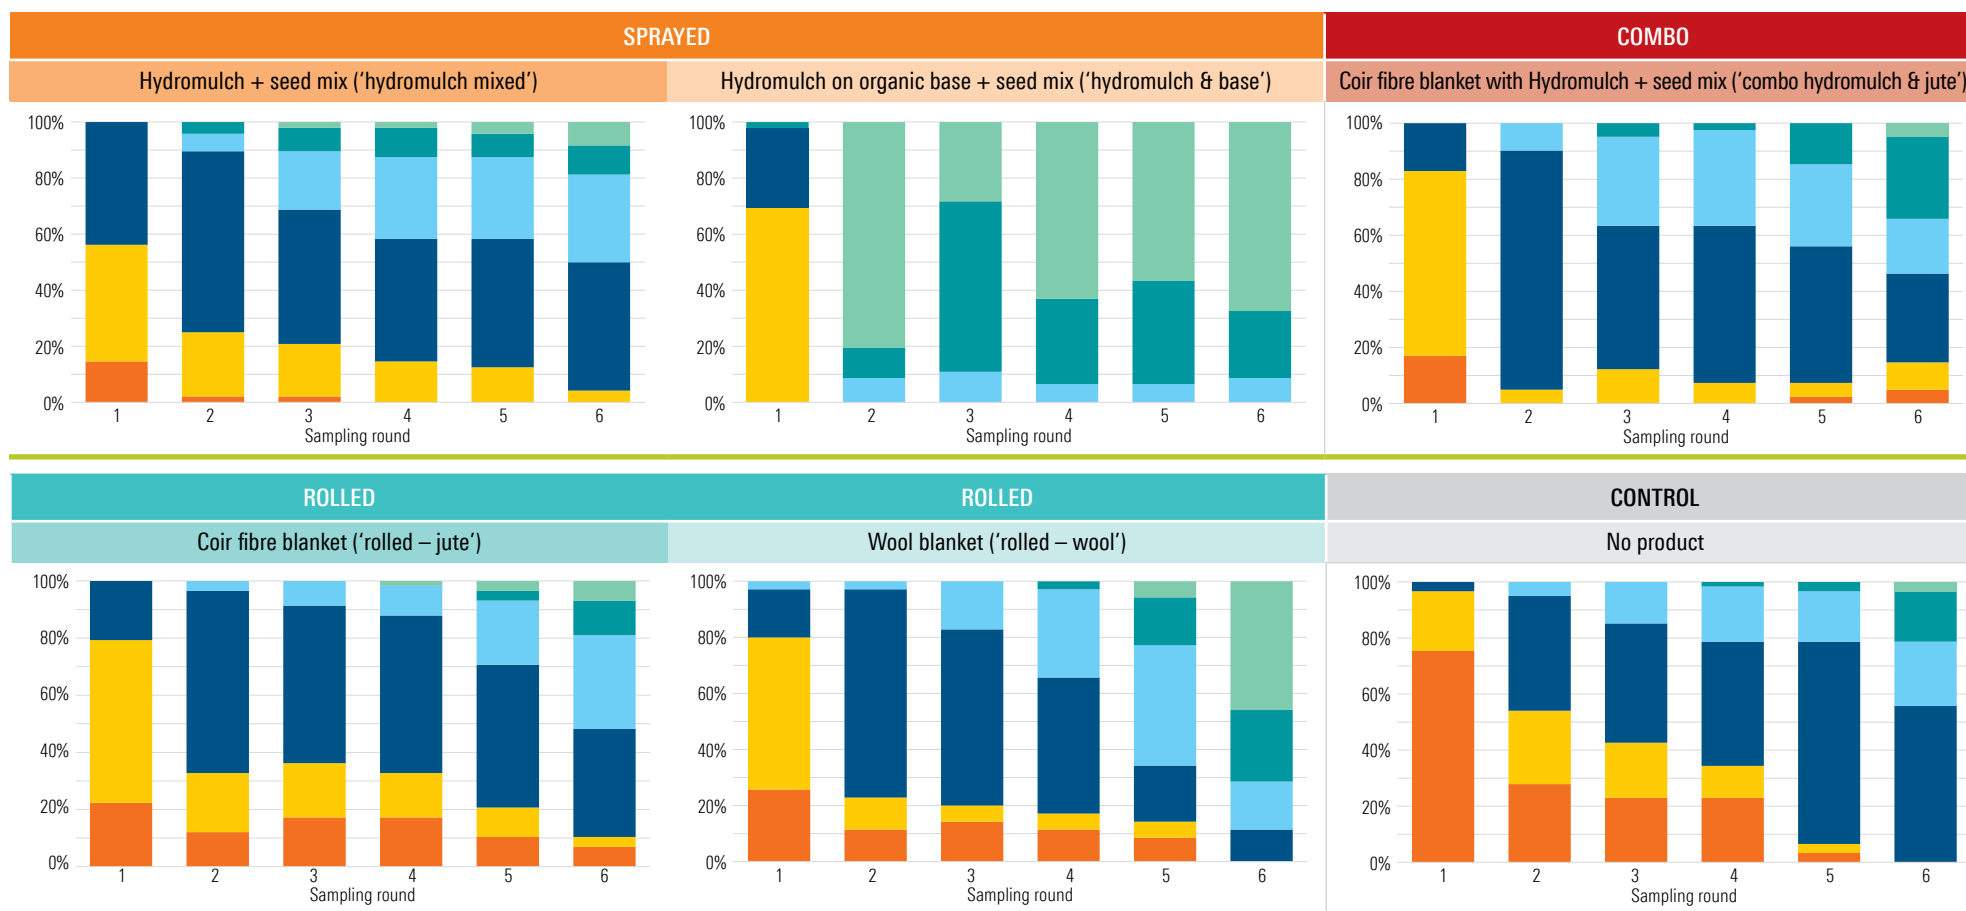 SPRAYED
COMBO
Hydromulch + seed mix (‘hydromulch mixed’)
Hydromulch on organic base + seed mix (‘hydromulch & base’)
Coir fibre blanket with Hydromulch + seed mix (‘combo hydromulch & jute’)
100%
80%
60%
40%
20%
0%
1 2 3 4 5 6
Sampling round
100%
80%
60%
40%
20%
0%
1 2 3 4 5 6
Sampling round
100%
80%
60%
40%
20%
0%
1 2 3 4 5 6
Sampling round
ROLLED
ROLLED
CONTROL
Coir fibre blanket (‘rolled – jute’)
Wool blanket (‘rolled – wool’)
No product
100%
80%
60%
40%
20%
0%
1 2 3 4 5 6
Sampling round
100%
80%
60%
40%
20%
0%
1 2 3 4 5 6
Sampling round
100%
80%
60%
40%
20%
0%
1 2 3 4 5 6
Sampling round